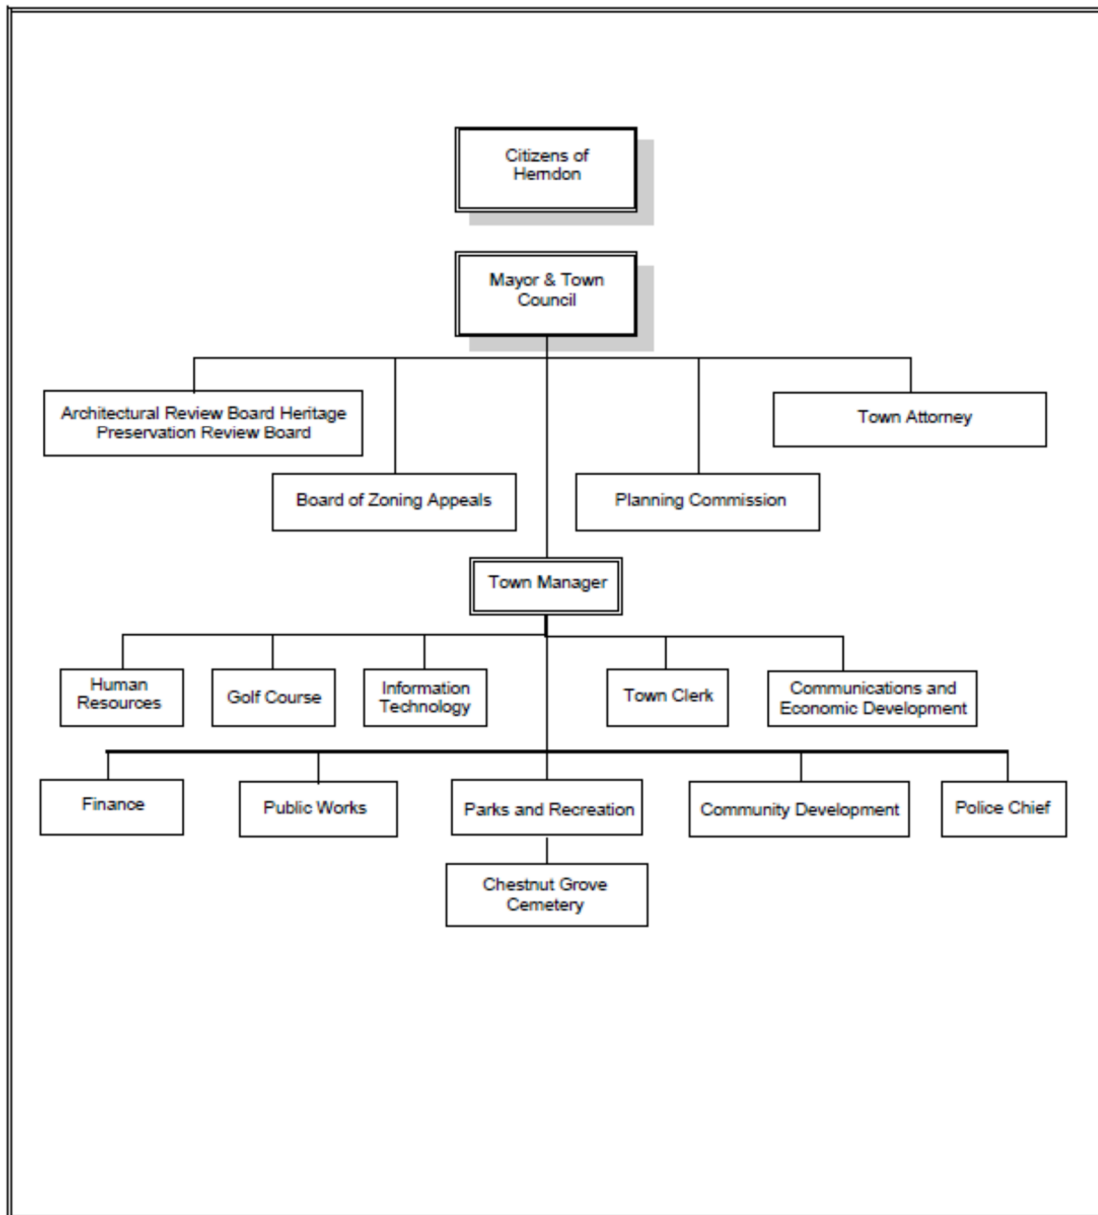 Citizens of
Herndon
Mayor & Town
Council
Architectural Review Board Heritage
Preservation Review Board
Town Attorney
Board of Zoning Appeals
Planning Commission
Town Manager
Human
Resources
Golf Course
Information
Technology
Town Clerk
Communications and
Economic Development
Finance
Public Works
Parks and Recreation
Community Development
Police Chief
Chestnut Grove
Cemetery